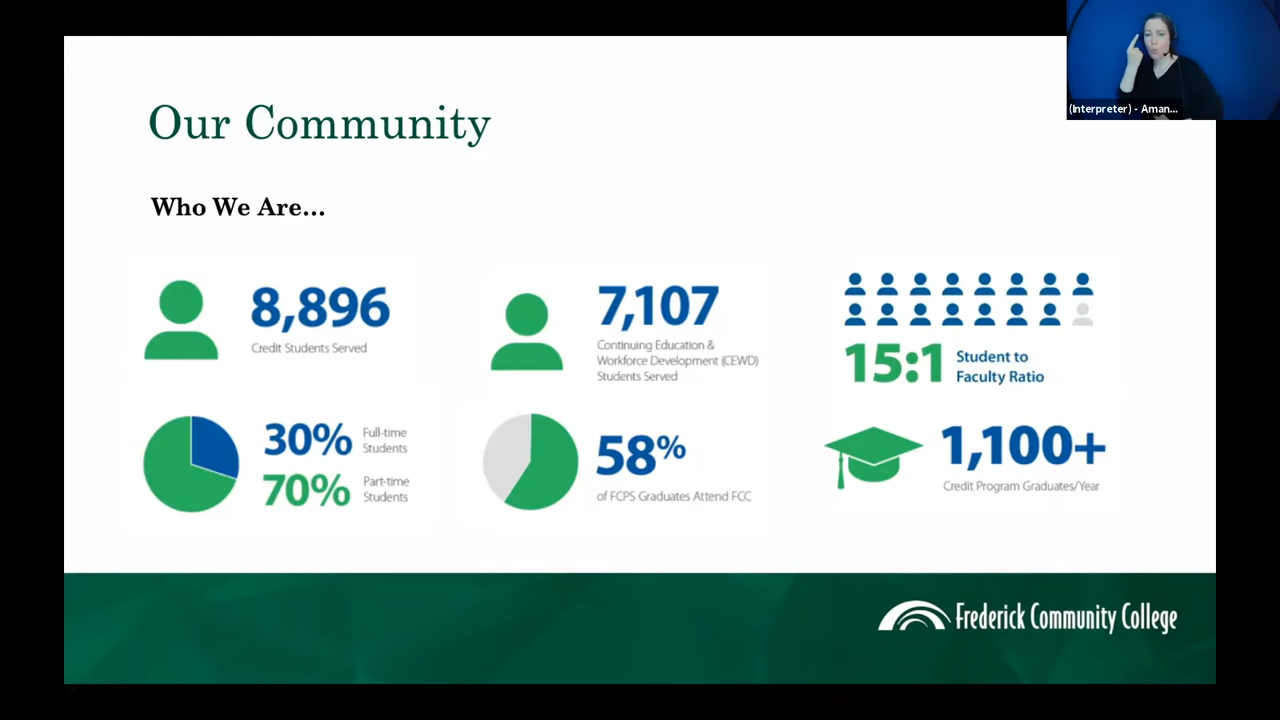 (Interpreter) - Aman...
Our Community
Who We Are...
8,896
Credit Students Served
7,107
Continuing Education &
Workforce Development (CEWD)
Students Served
15:1
Student to
Faculty Ratio
30%
Full-time
Students
70%
Part-time
Students
58%
of FCPS Graduates Attend FCC
1,100+
Credit Program Graduates/Year
Frederick Community College